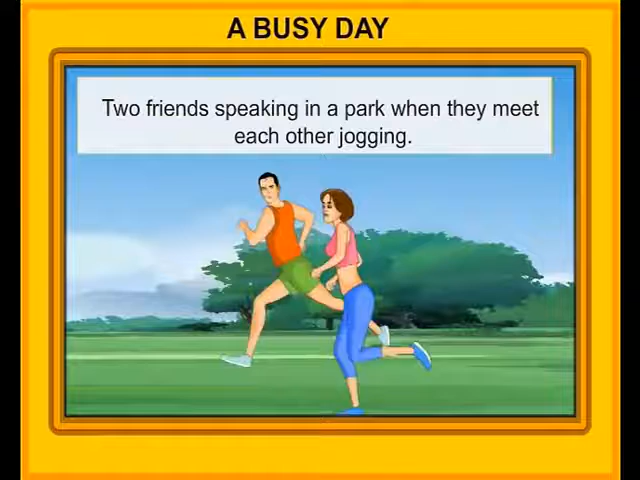 A BUSY DAY
Two friends speaking in a park when they meet
each other jogging.